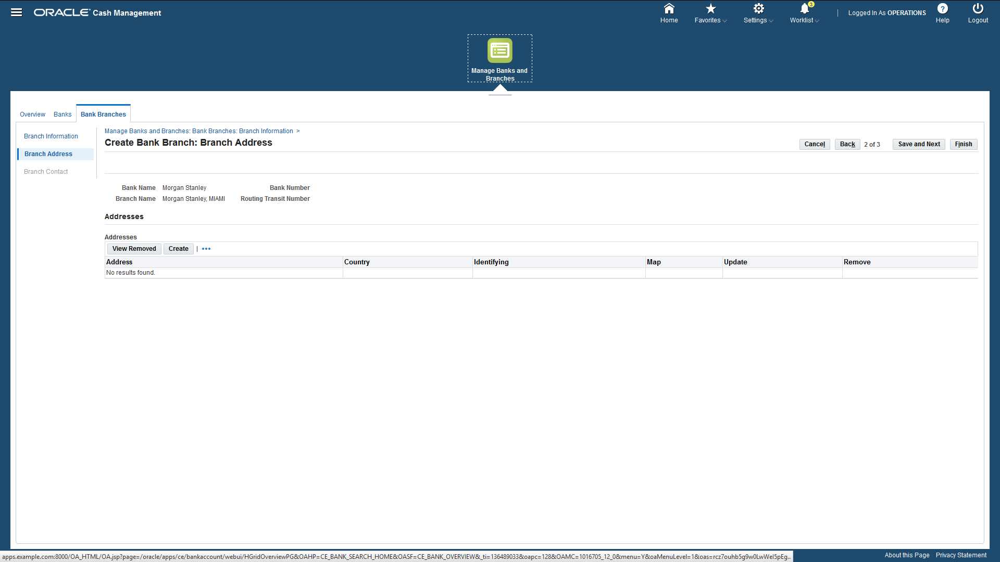 ORACLE Cash Management
Home
Favorites
Settings
3
Worklist
Logged In As OPERATIONS
?
Help
Logout
Manage Banks and
Branches
Overview
Banks
Bank Branches
Branch Information
Branch Address
Branch Contact
Manage Banks and Branches: Bank Branches: Branch Information >
Create Bank Branch: Branch Address
Cancel
Back
2 of 3
Save and Next
Finish
Bank Name Morgan Stanley Bank Number
Branch Name Morgan Stanley, MIAMI Routing Transit Number
Addresses
Addresses
View Removed
Create
|
Address Country Identifying Map Update Remove
No results found.
apps.example.com:8000/OA_HTML/OA.jsp?page=/oracle/apps/ce/bankaccount/webui/HGridOverviewPG&OAHP=CE_BANK_SEARCH_HOME&OASF=CE_BANK_OVERVIEW&_ti=136489033&oapc=128&OAMC=1016705_12_0&menu=Y&oaMenuLevel=1&oas=rcz7ouhb5g9w0LwWel5pEg..
About this Page
Privacy Statement